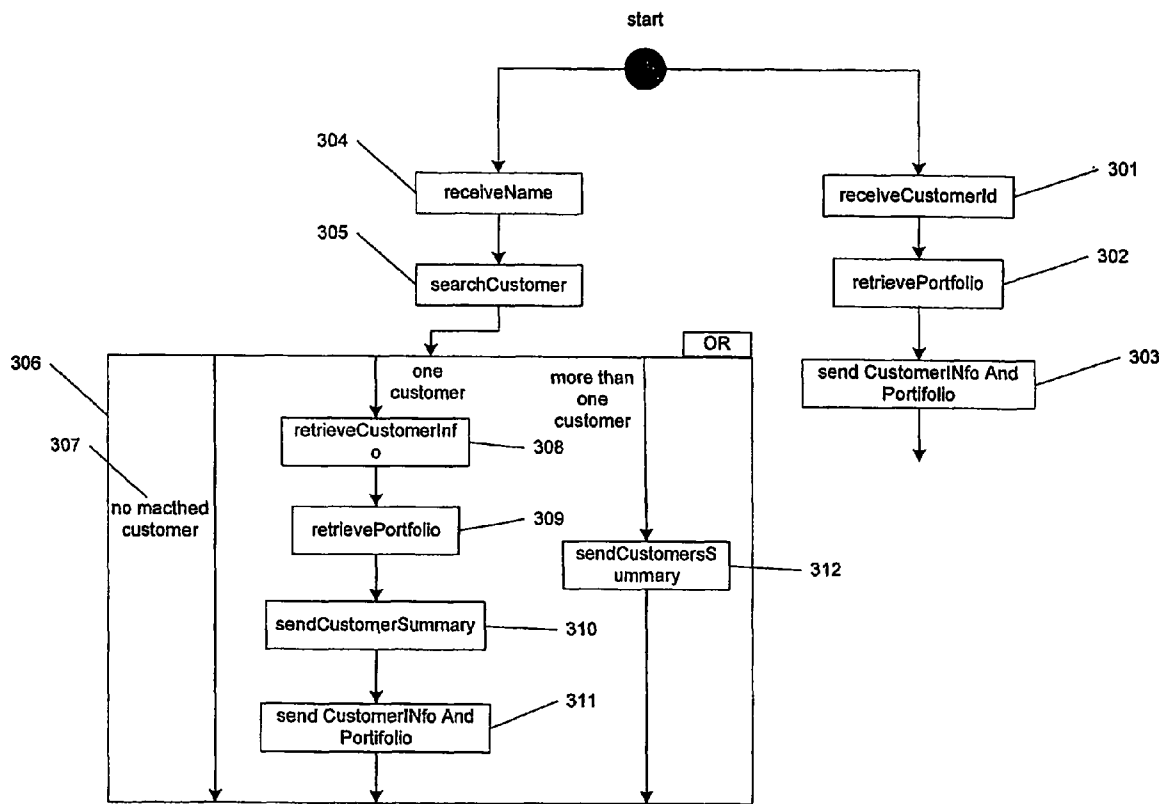 start
304
receiveName
301
receiveCustomerId
305
searchCustomer
302
retrievePortfolio
OR
306
one
customer
more than
one
customer
303
send CustomerINfo And
Portifolio
307
no macthed
customer
retrieveCustomerInf
o
308
retrievePortfolio
309
sendCustomersS
ummary
312
sendCustomerSummary
310
send CustomerINfo And
Portifolio
311